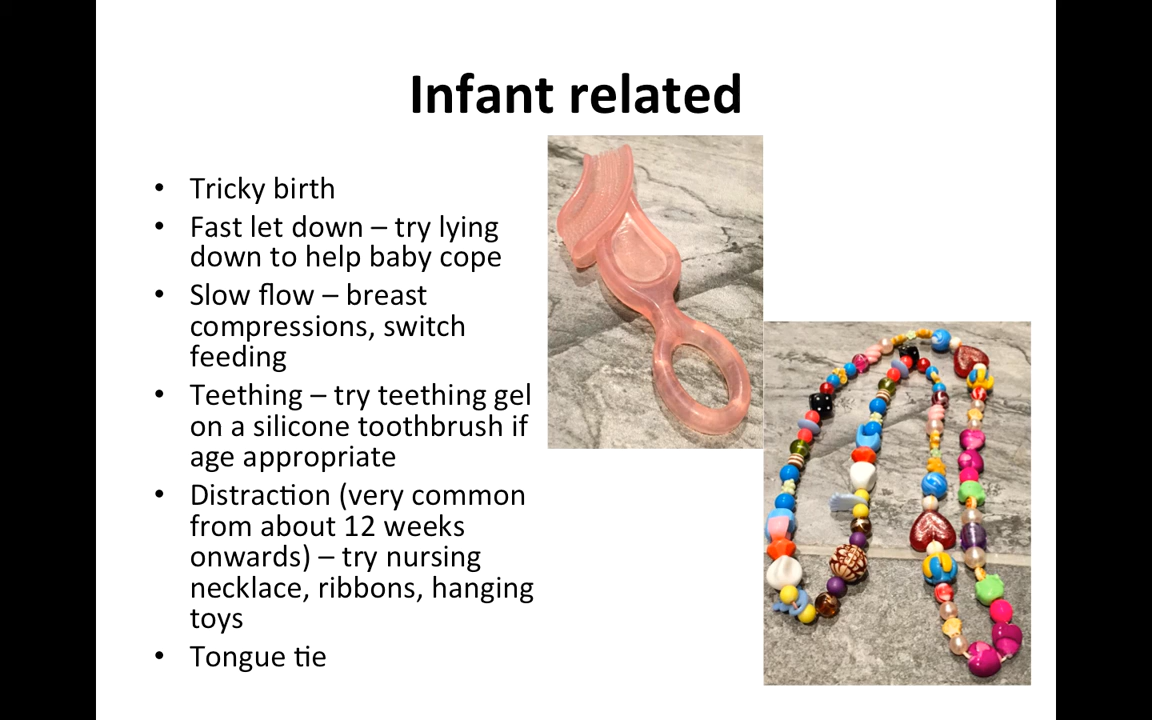 Infant related
• Tricky birth
• Fast let down – try lying
down to help baby cope
• Slow flow – breast
compressions, switch
feeding
• Teething – try teething gel
on a silicone toothbrush if
age appropriate
• Distraction (very common
from about 12 weeks
onwards) – try nursing
necklace, ribbons, hanging
toys
• Tongue tie